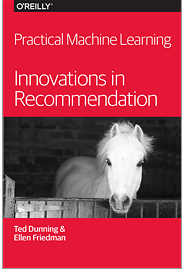 O'REILLY®
Practical Machine Learning
Innovations in
Recommendation
Ted Dunning &
Ellen Friedman